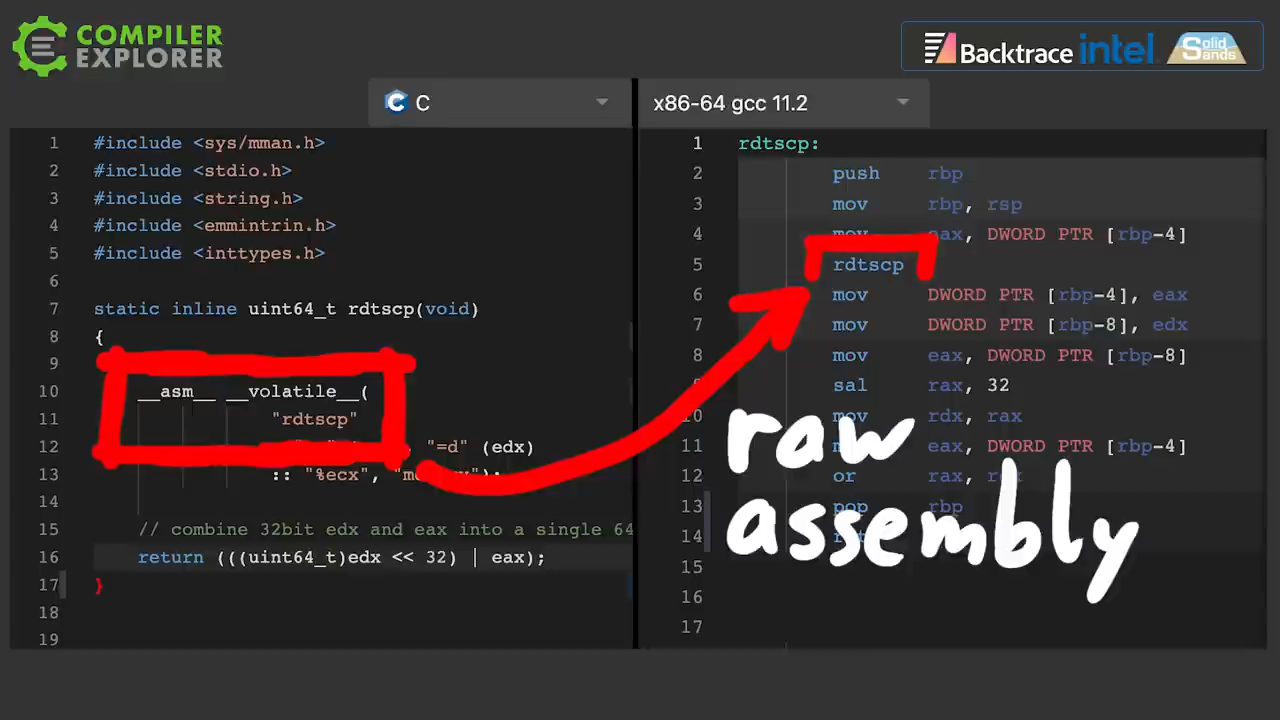 COMPILER
EXPLORER
Backtrace intel Solid Sands
C
x86-64 gcc 11.2
1 #include <sys/mman.h>
2 #include <stdio.h>
3 #include <string.h>
4 #include <emmintrin.h>
5 #include <inttypes.h>
6
7 static inline uint64_t rdtscp(void)
8 {
9
10 __asm__ __volatile__(
11 "rdtscp"
12 "=d" (edx)
13 :: "%ecx",
14
15 // combine 32bit edx and eax into a single 64
16 return (((uint64_t)edx << 32) | eax);
17 }
18
19
1 rdtscp:
2 push rbp
3 mov rbp, rsp
4 mov eax, DWORD PTR [rbp-4]
5 rdtscp
6 mov DWORD PTR [rbp-4], eax
7 mov DWORD PTR [rbp-8], edx
8 mov eax, DWORD PTR [rbp-8]
9 sal rax, 32
10 mov rdx, rax
11 eax, DWORD PTR [rbp-4]
12 or rax,
13 pop rbp
14
15
16
17
raw
assembly